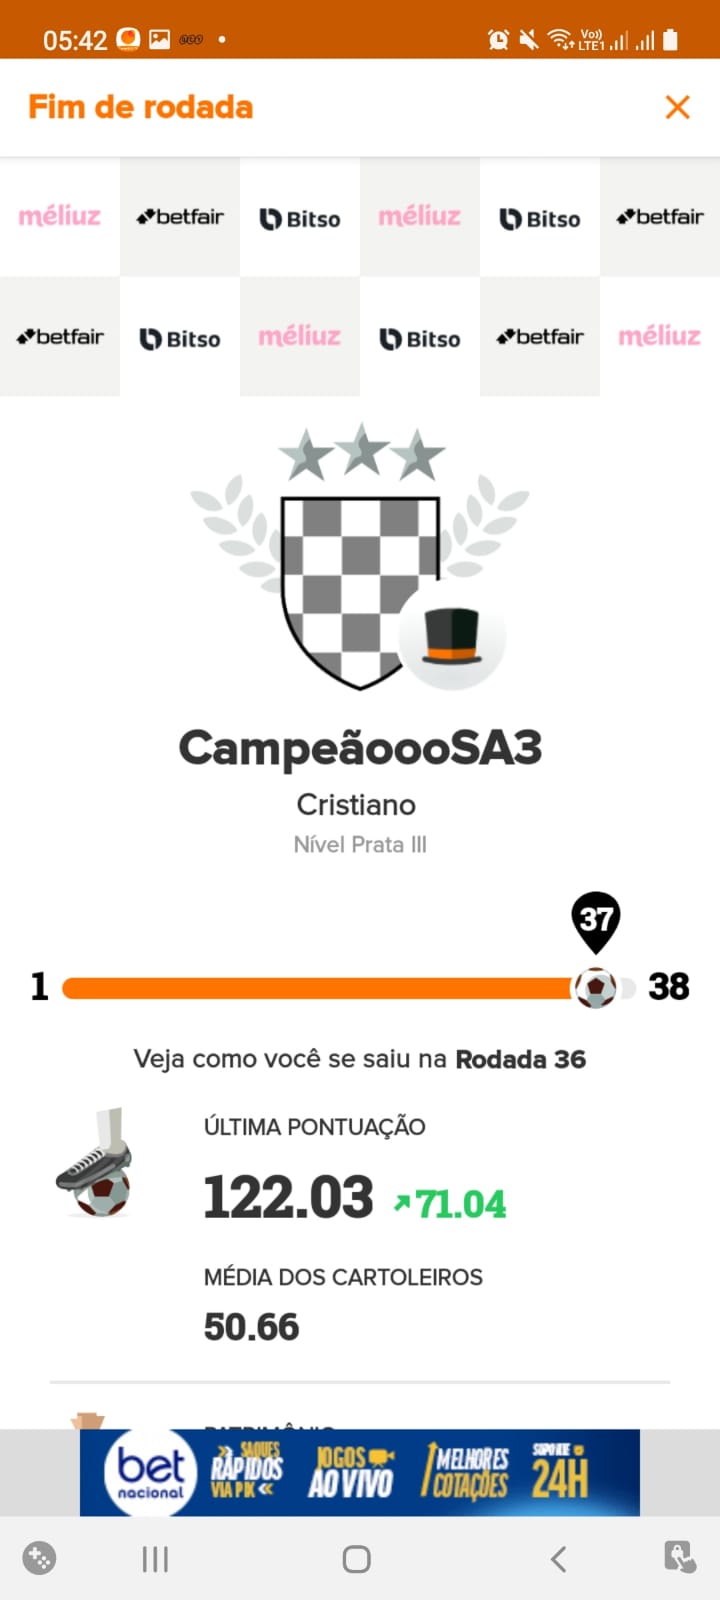 05:42
Vo)) LTE1
Fim de rodada
méliuz betfair Bitso méliuz Bitso betfair
betfair Bitso méliuz Bitso betfair méliuz
CampeãoooSA3
Cristiano
Nível Prata III
37
1 38
Veja como você se saiu na Rodada 36
ÚLTIMA PONTUAÇÃO
122.03 71.04
MÉDIA DOS CARTOLEIROS
50.66
PATRIMÔNIO
bet nacional
SAQUES RÁPIDOS VIA PIX
JOGOS AO VIVO
MELHORES COTAÇÕES
SUPORTE 24H